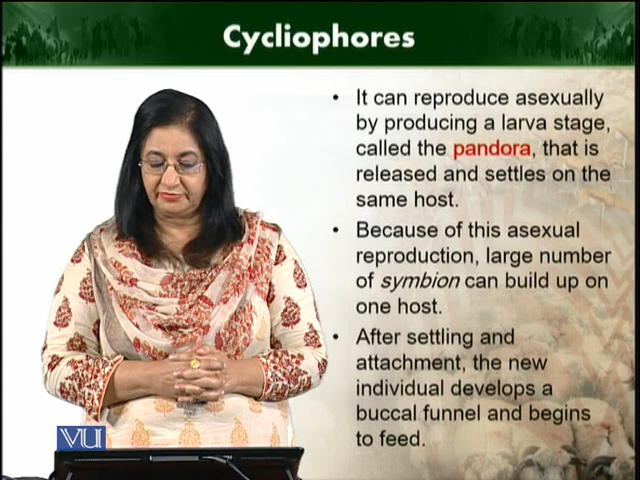 Cycliophores
• It can reproduce asexually
by producing a larva stage,
called the pandora, that is
released and settles on the
same host.
• Because of this asexual
reproduction, large number
of symbion can build up on
one host.
• After settling and
attachment, the new
individual develops a
buccal funnel and begins
to feed.
VU